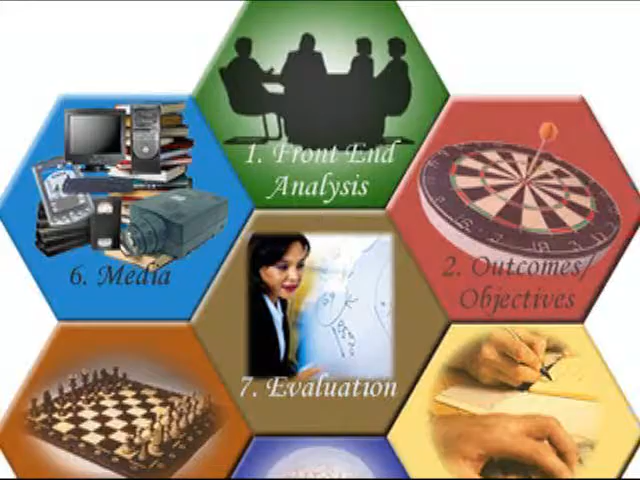 1. Front End
Analysis
2. Outcomes/
Objectives
6. Media
7. Evaluation